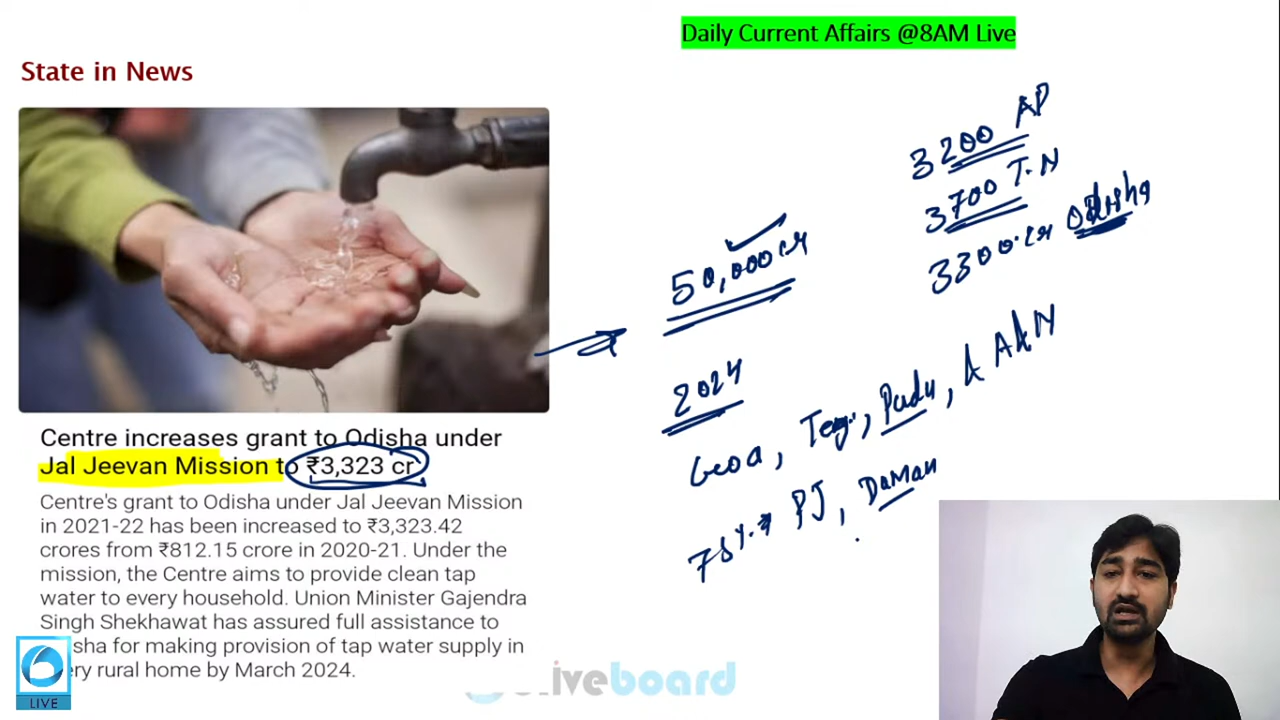 Daily Current Affairs @8AM Live
State in News
Centre increases grant to Odisha under
Jal Jeevan Mission to ₹3,323 cr
Centre's grant to Odisha under Jal Jeevan Mission
in 2021-22 has been increased to ₹3,323.42
crores from ₹812.15 crore in 2020-21. Under the
mission, the Centre aims to provide clean tap
water to every household. Union Minister Gajendra
Singh Shekhawat has assured full assistance to
sha for making provision of tap water supply in
ery rural home by March 2024.
LIVE
3200 AP
3700 T.N
3300 cr Odisha
50,000 cr
2024
Goa, , Pudu, & A&N
PJ, Daman
iveboard